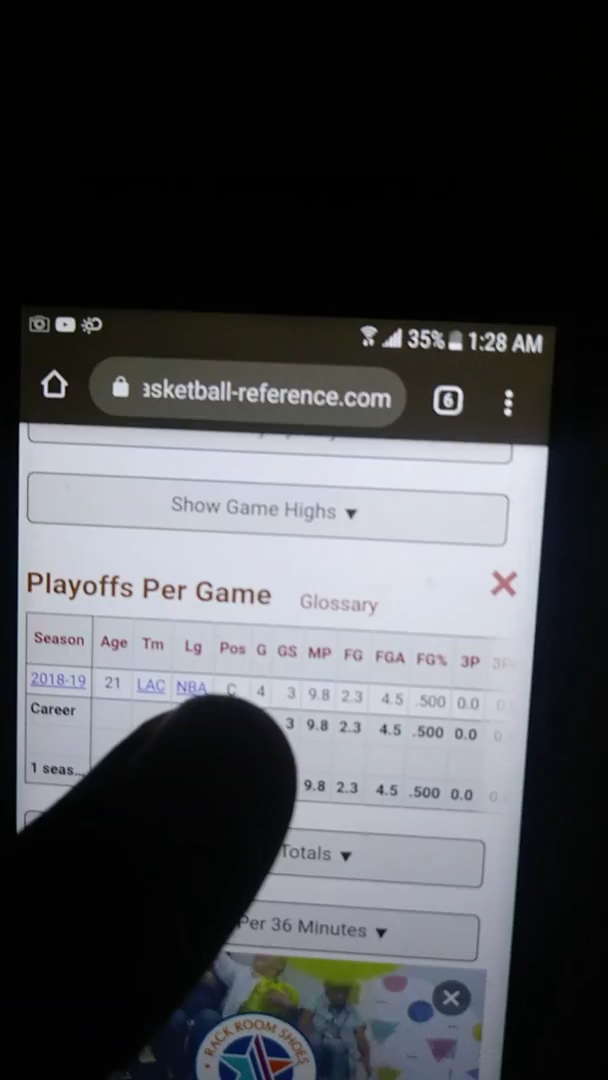 35% 1:28 AM
asketball-reference.com 6
Show Game Highs ▼
Playoffs Per Game Glossary
Season Age Tm Lg Pos G GS MP FG FGA FG% 3P
2018-19 21 LAC NBA C 4 3 9.8 2.3 4.5 .500 0.0
Career 3 9.8 2.3 4.5 .500 0.0
1 seas... 9.8 2.3 4.5 .500 0.0
Totals ▼
Per 36 Minutes ▼
RACK ROOM SHOES